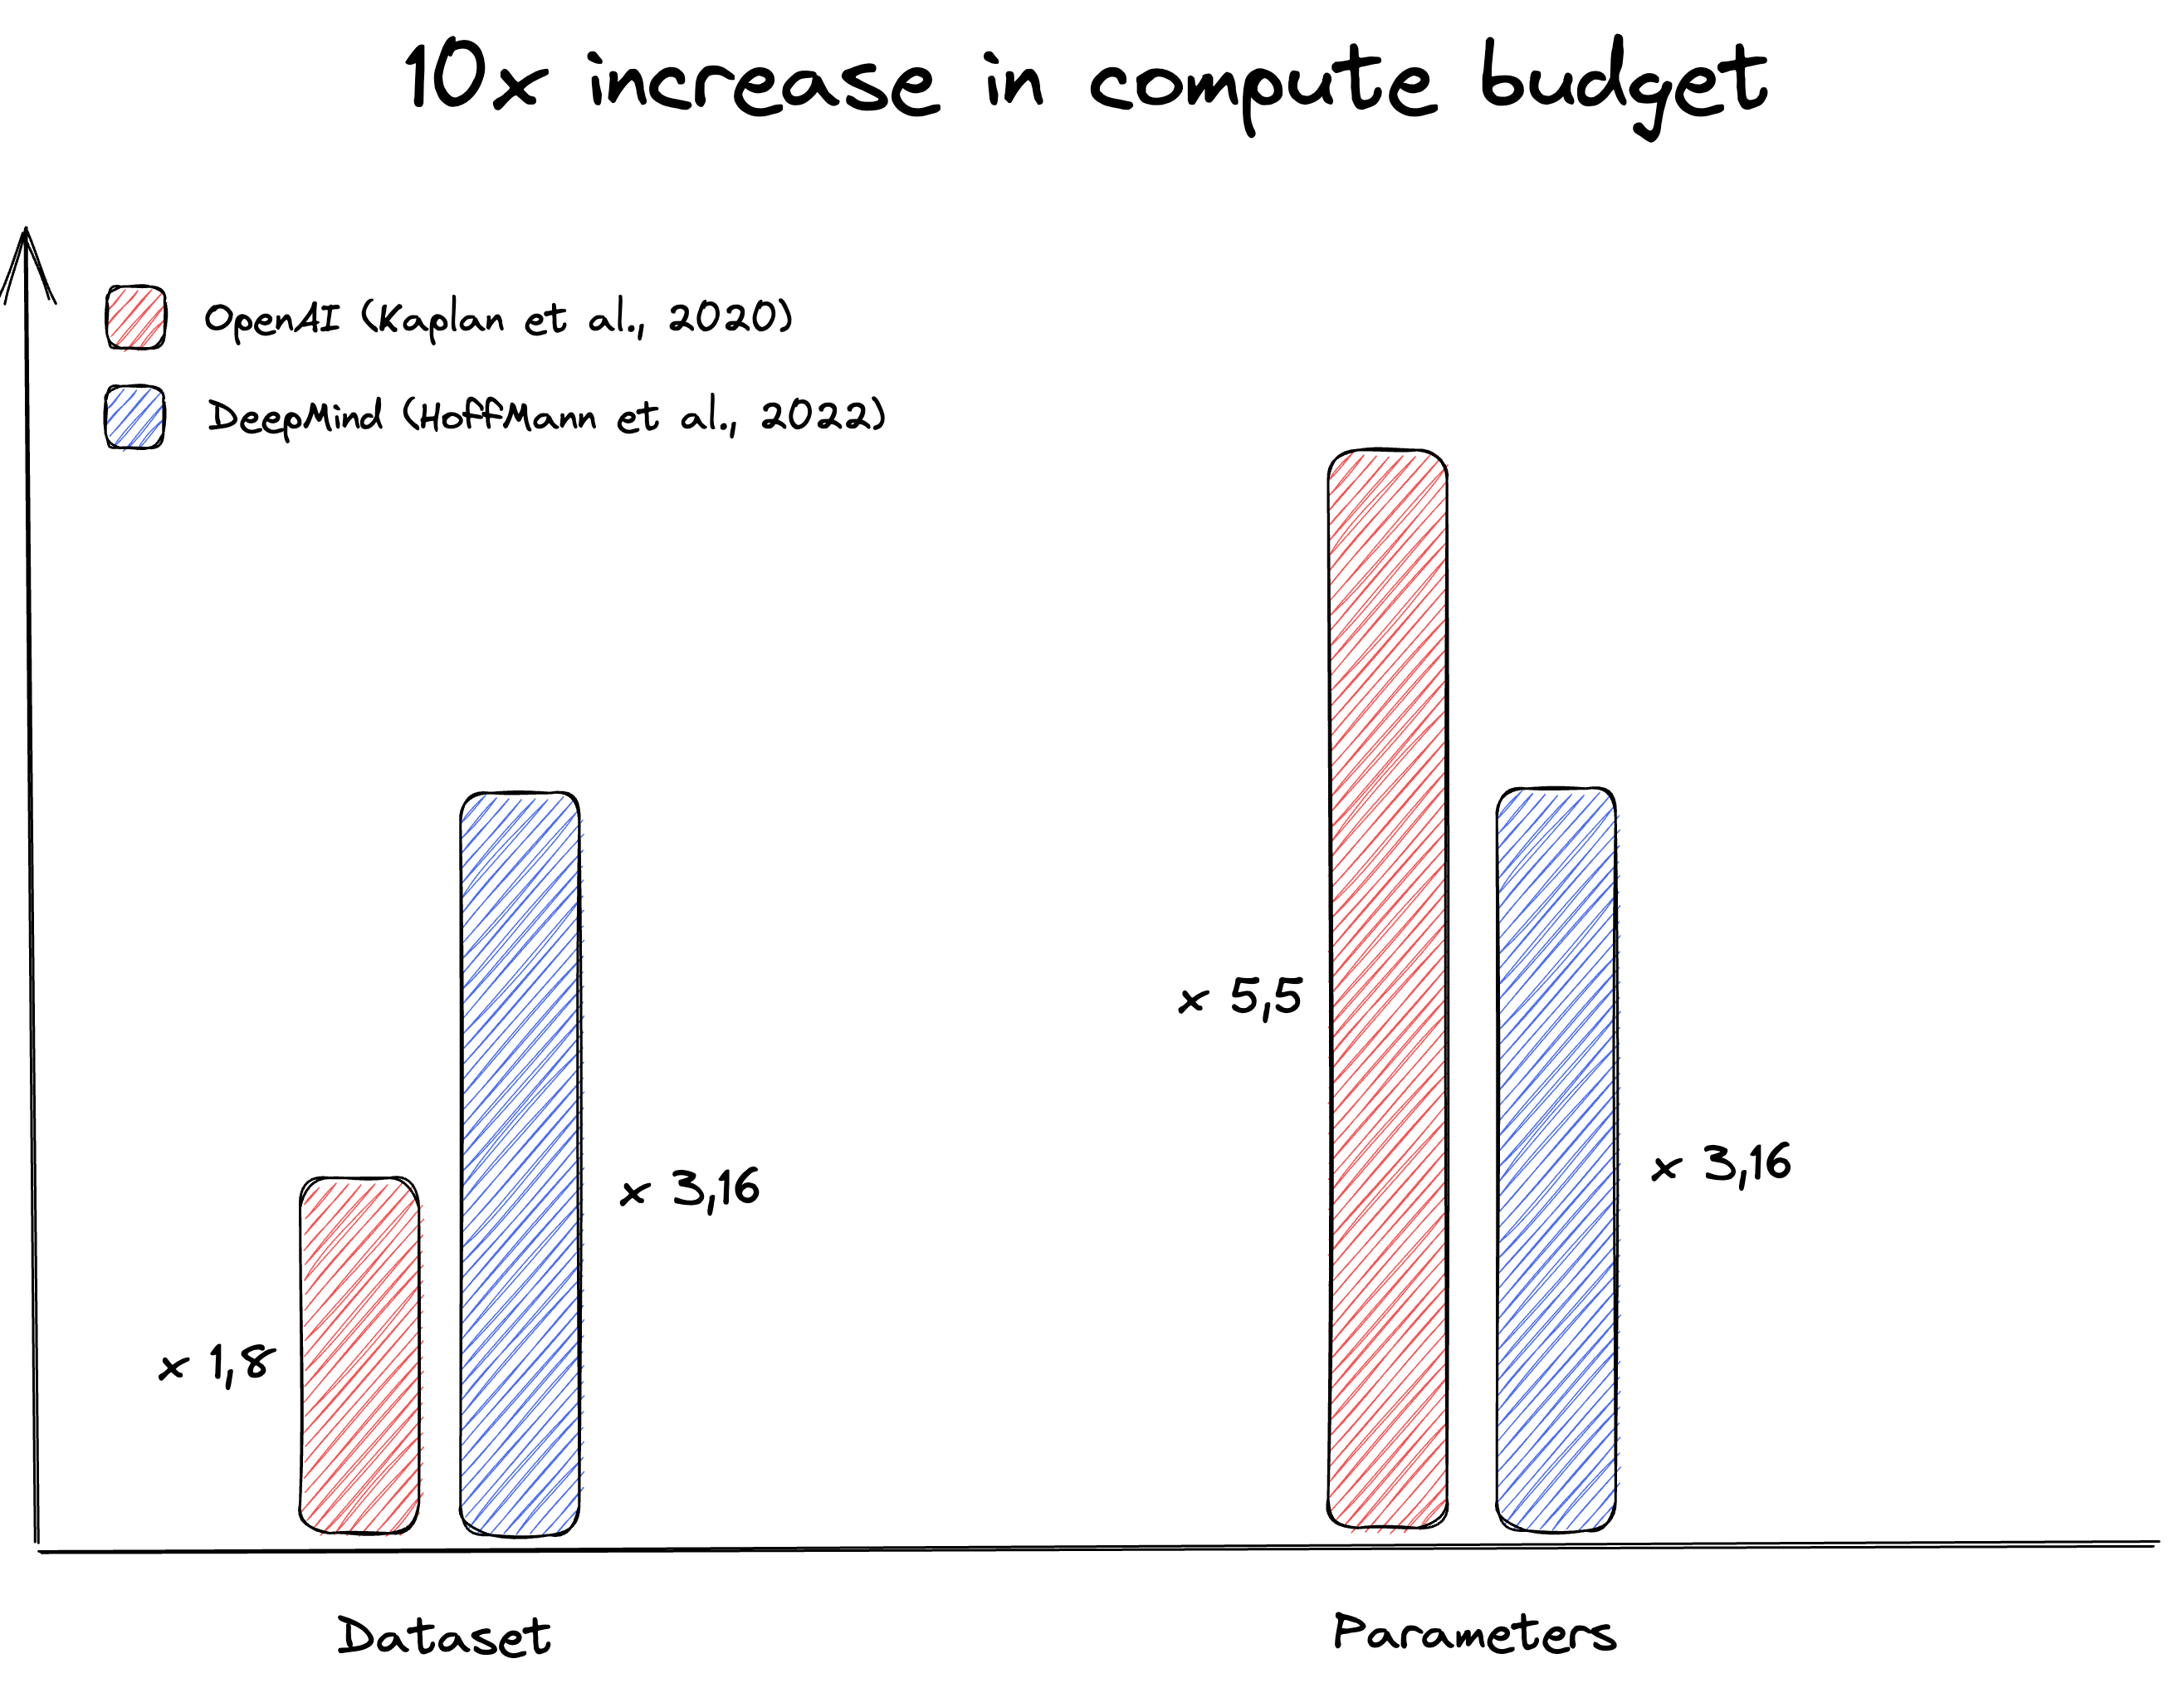 10x increase in compute budget
OpenAI (Kaplan et al., 2020)
DeepMind (HoffMann et al., 2022)
x 5,5
x 3,16
x 3,16
x 1,8
Dataset
Parameters